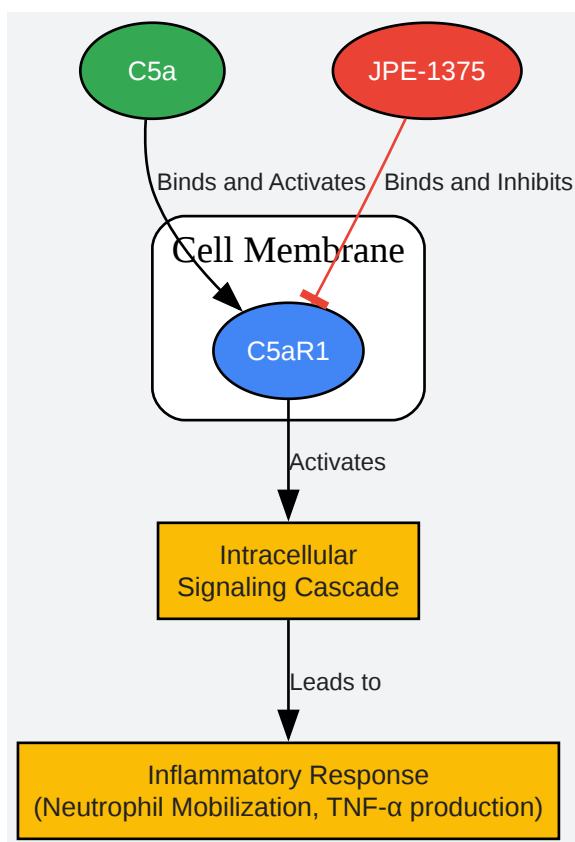 C5a
JPE-1375
Binds and Activates
Binds and Inhibits
Cell Membrane
C5aR1
Activates
Intracellular
Signaling Cascade
Leads to
Inflammatory Response
(Neutrophil Mobilization, TNF-α production)